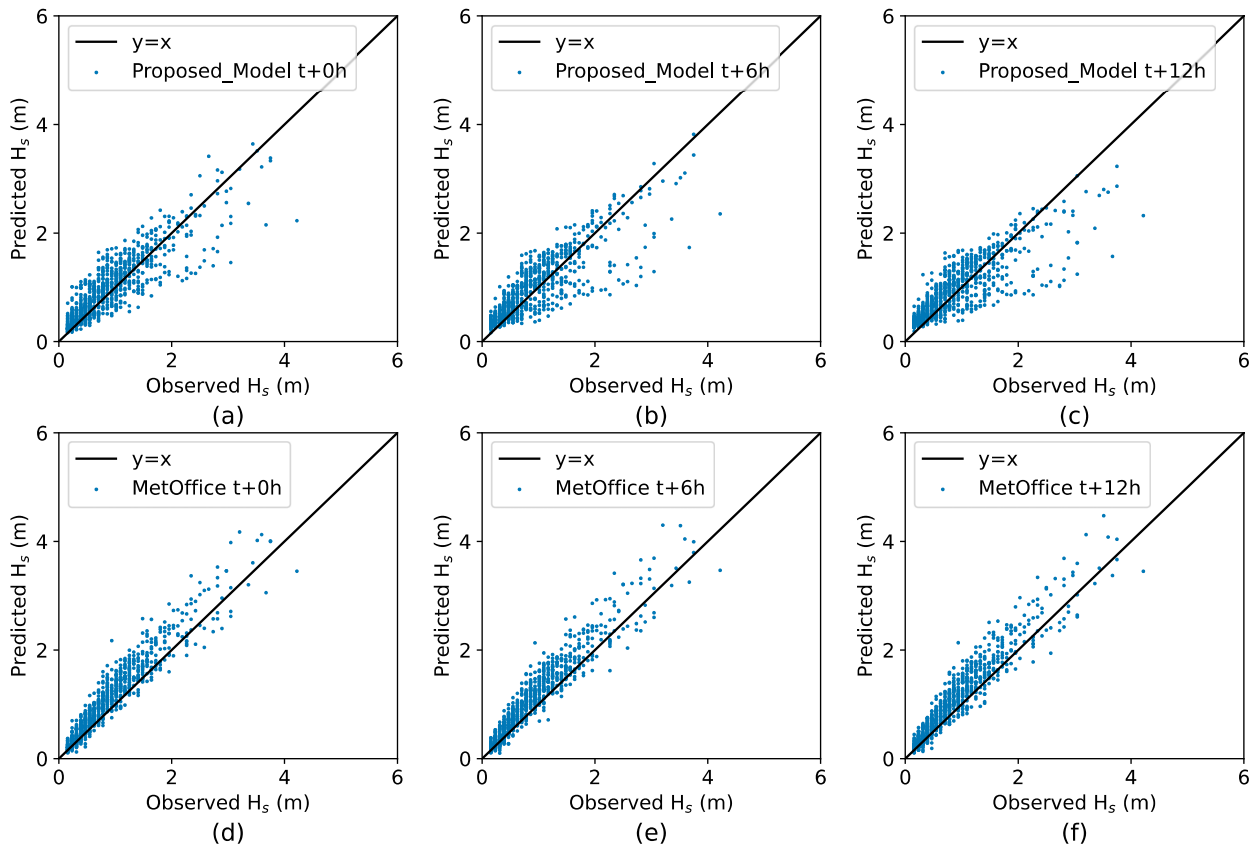 6
4
2
0
Predicted Hₛ (m)
y=x
Proposed_Model t+0h
0 2 4 6
Observed Hₛ (m)
(a)
6
4
2
0
Predicted Hₛ (m)
y=x
Proposed_Model t+6h
0 2 4 6
Observed Hₛ (m)
(b)
6
4
2
0
Predicted Hₛ (m)
y=x
Proposed_Model t+12h
0 2 4 6
Observed Hₛ (m)
(c)
6
4
2
0
Predicted Hₛ (m)
y=x
MetOffice t+0h
0 2 4 6
Observed Hₛ (m)
(d)
6
4
2
0
Predicted Hₛ (m)
y=x
MetOffice t+6h
0 2 4 6
Observed Hₛ (m)
(e)
6
4
2
0
Predicted Hₛ (m)
y=x
MetOffice t+12h
0 2 4 6
Observed Hₛ (m)
(f)